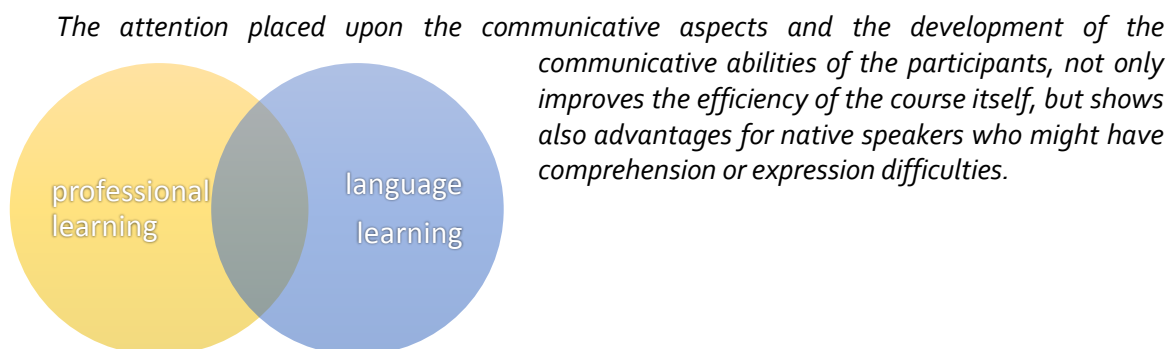 The attention placed upon the communicative aspects and the development of the
communicative abilities of the participants, not only
improves the efficiency of the course itself, but shows
also advantages for native speakers who might have
comprehension or expression difficulties.
professional
learning
language
learning